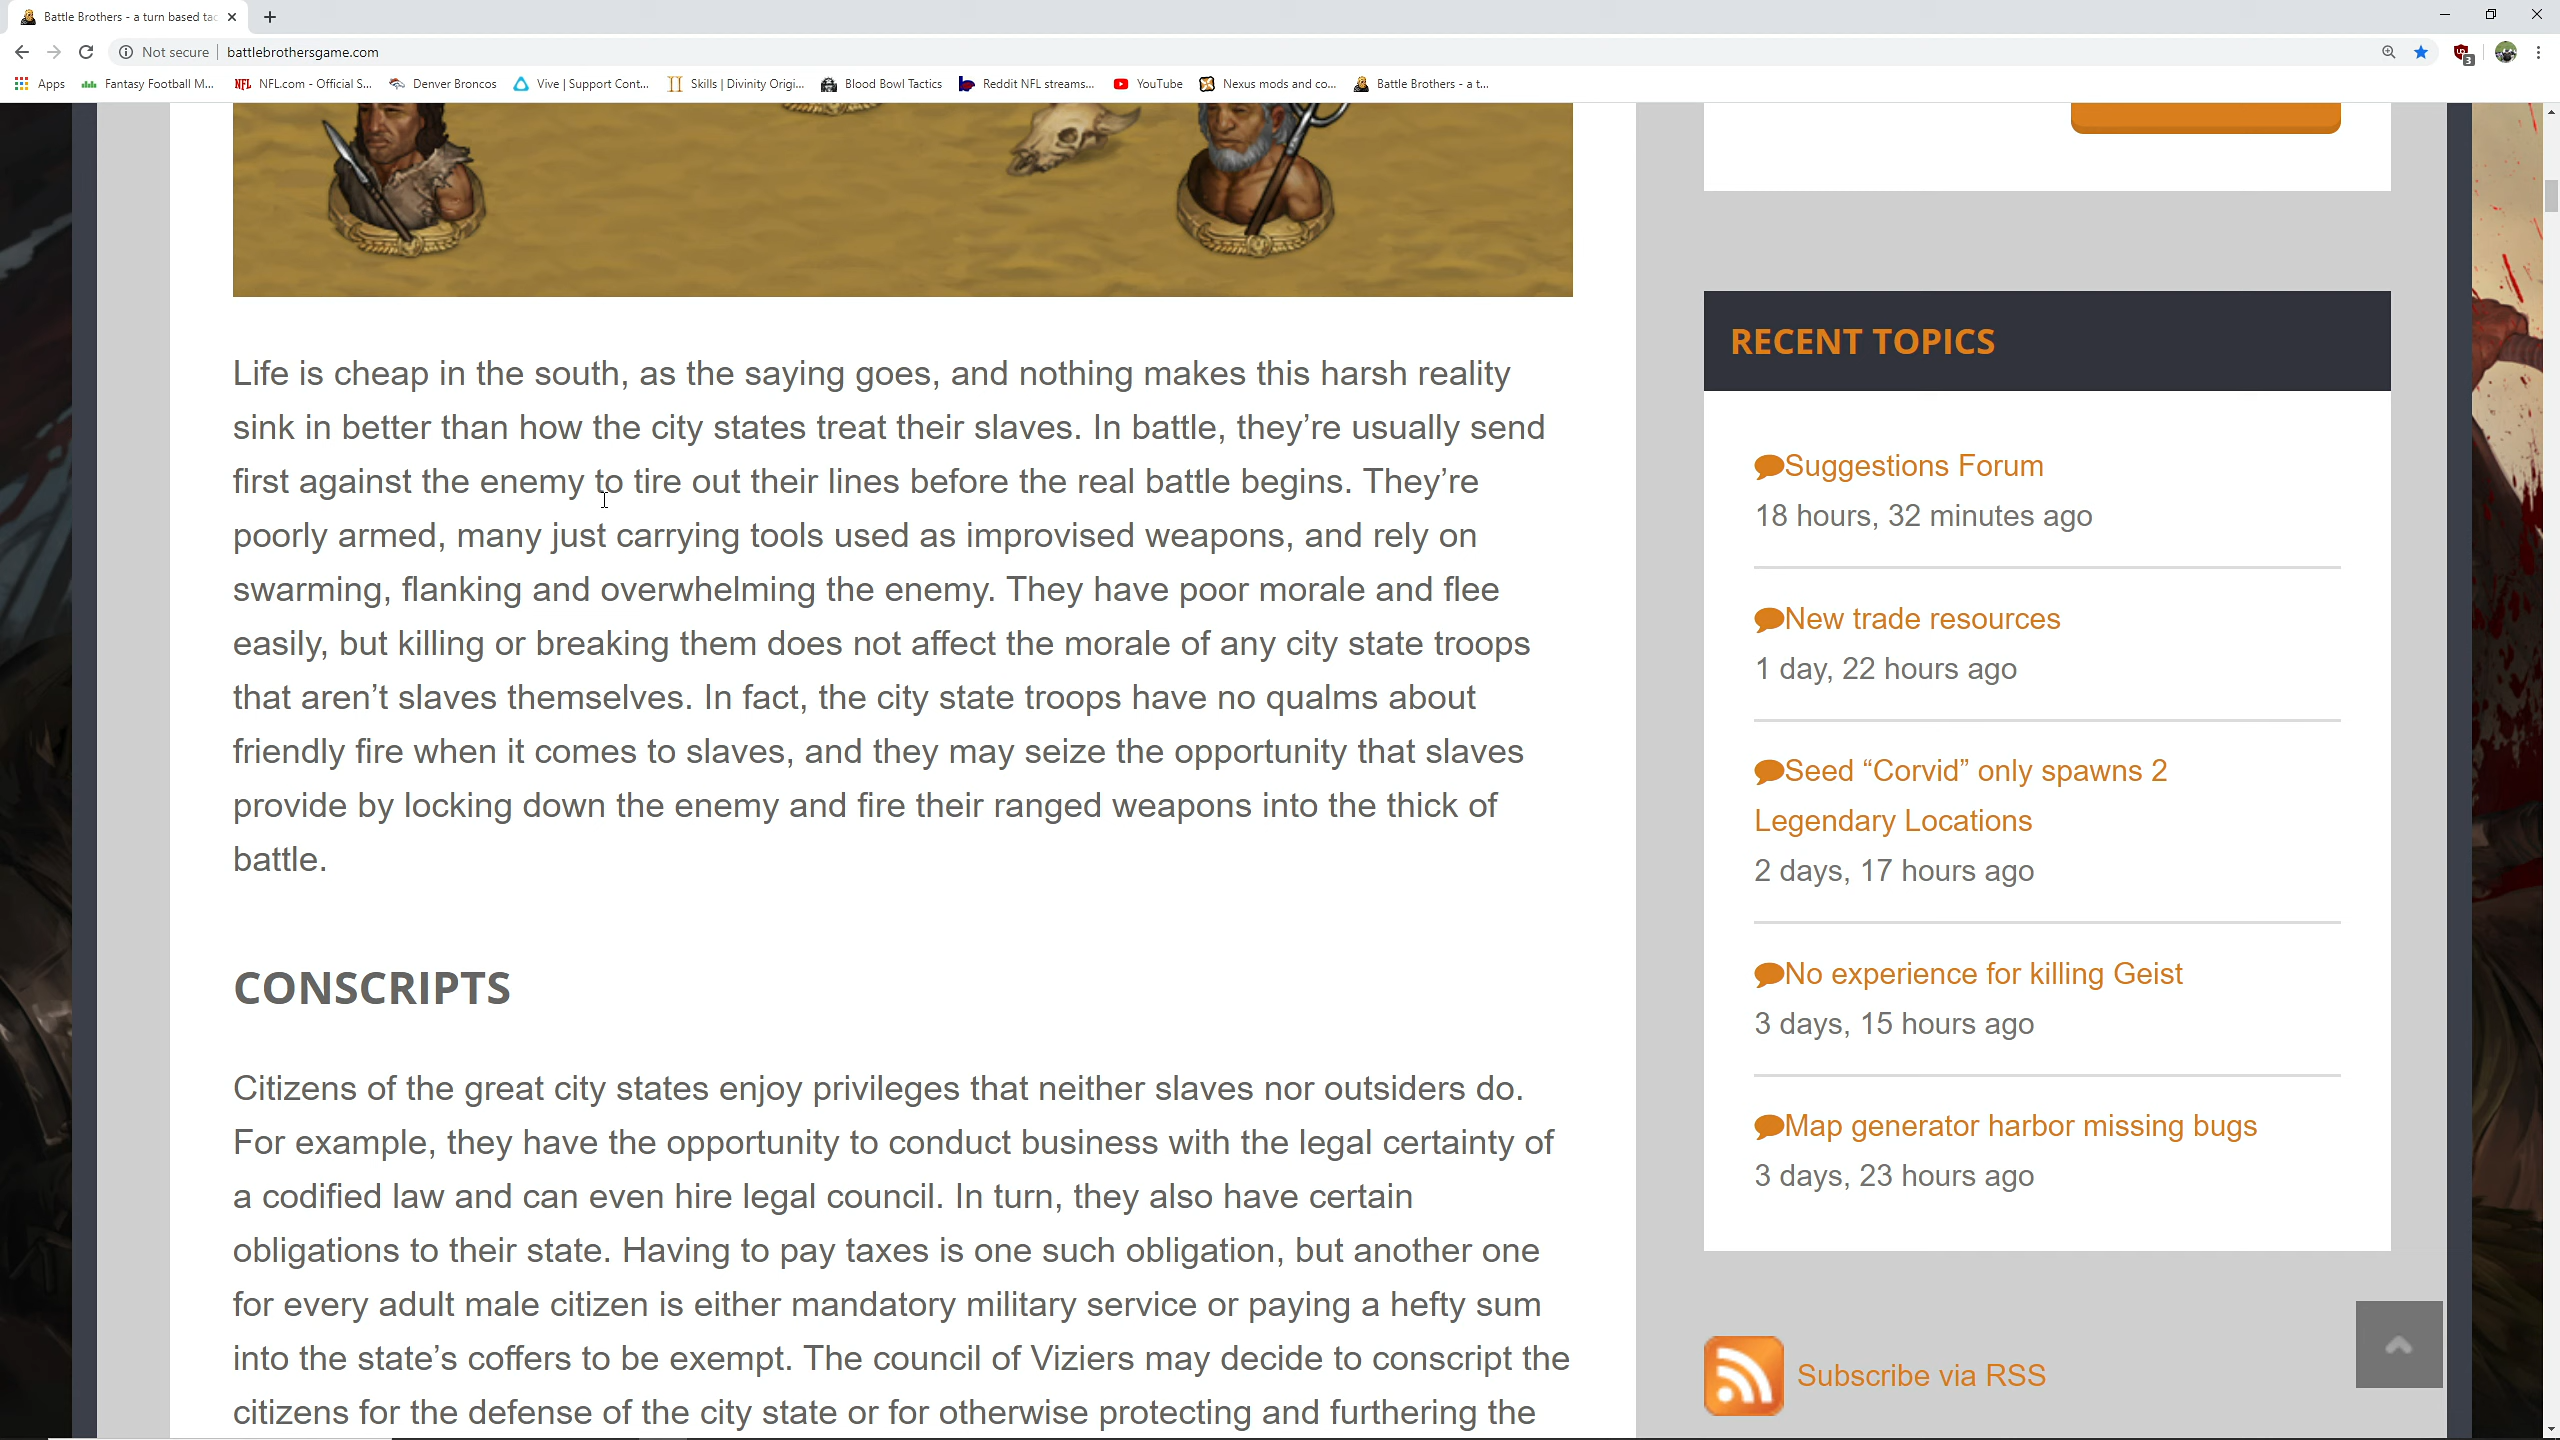 Battle Brothers - a turn based tac
Not secure
battlebrothersgame.com
3
Apps
Fantasy Football M...
NFL
NFL.com - Official S...
Denver Broncos
Vive | Support Cont...
Skills | Divinity Origi...
Blood Bowl Tactics
Reddit NFL streams...
YouTube
Nexus mods and co...
Battle Brothers - a t...
Life is cheap in the south, as the saying goes, and nothing makes this harsh reality
sink in better than how the city states treat their slaves. In battle, they’re usually send
first against the enemy to tire out their lines before the real battle begins. They’re
poorly armed, many just carrying tools used as improvised weapons, and rely on
swarming, flanking and overwhelming the enemy. They have poor morale and flee
easily, but killing or breaking them does not affect the morale of any city state troops
that aren’t slaves themselves. In fact, the city state troops have no qualms about
friendly fire when it comes to slaves, and they may seize the opportunity that slaves
provide by locking down the enemy and fire their ranged weapons into the thick of
battle.
CONSCRIPTS
Citizens of the great city states enjoy privileges that neither slaves nor outsiders do.
For example, they have the opportunity to conduct business with the legal certainty of
a codified law and can even hire legal council. In turn, they also have certain
obligations to their state. Having to pay taxes is one such obligation, but another one
for every adult male citizen is either mandatory military service or paying a hefty sum
into the state’s coffers to be exempt. The council of Viziers may decide to conscript the
citizens for the defense of the city state or for otherwise protecting and furthering the
RECENT TOPICS
Suggestions Forum
18 hours, 32 minutes ago
New trade resources
1 day, 22 hours ago
Seed “Corvid” only spawns 2
Legendary Locations
2 days, 17 hours ago
No experience for killing Geist
3 days, 15 hours ago
Map generator harbor missing bugs
3 days, 23 hours ago
Subscribe via RSS